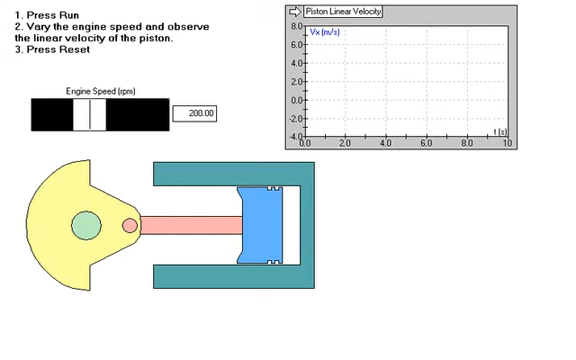 1. Press Run
2. Vary the engine speed and observe
the linear velocity of the piston.
3. Press Reset
Engine Speed (rpm)
200.00
Piston Linear Velocity
Vx (m/s)
8.0
6.0
4.0
2.0
0.0
-2.0
-4.0
0.0 2.0 4.0 6.0 8.0 10
t (s)